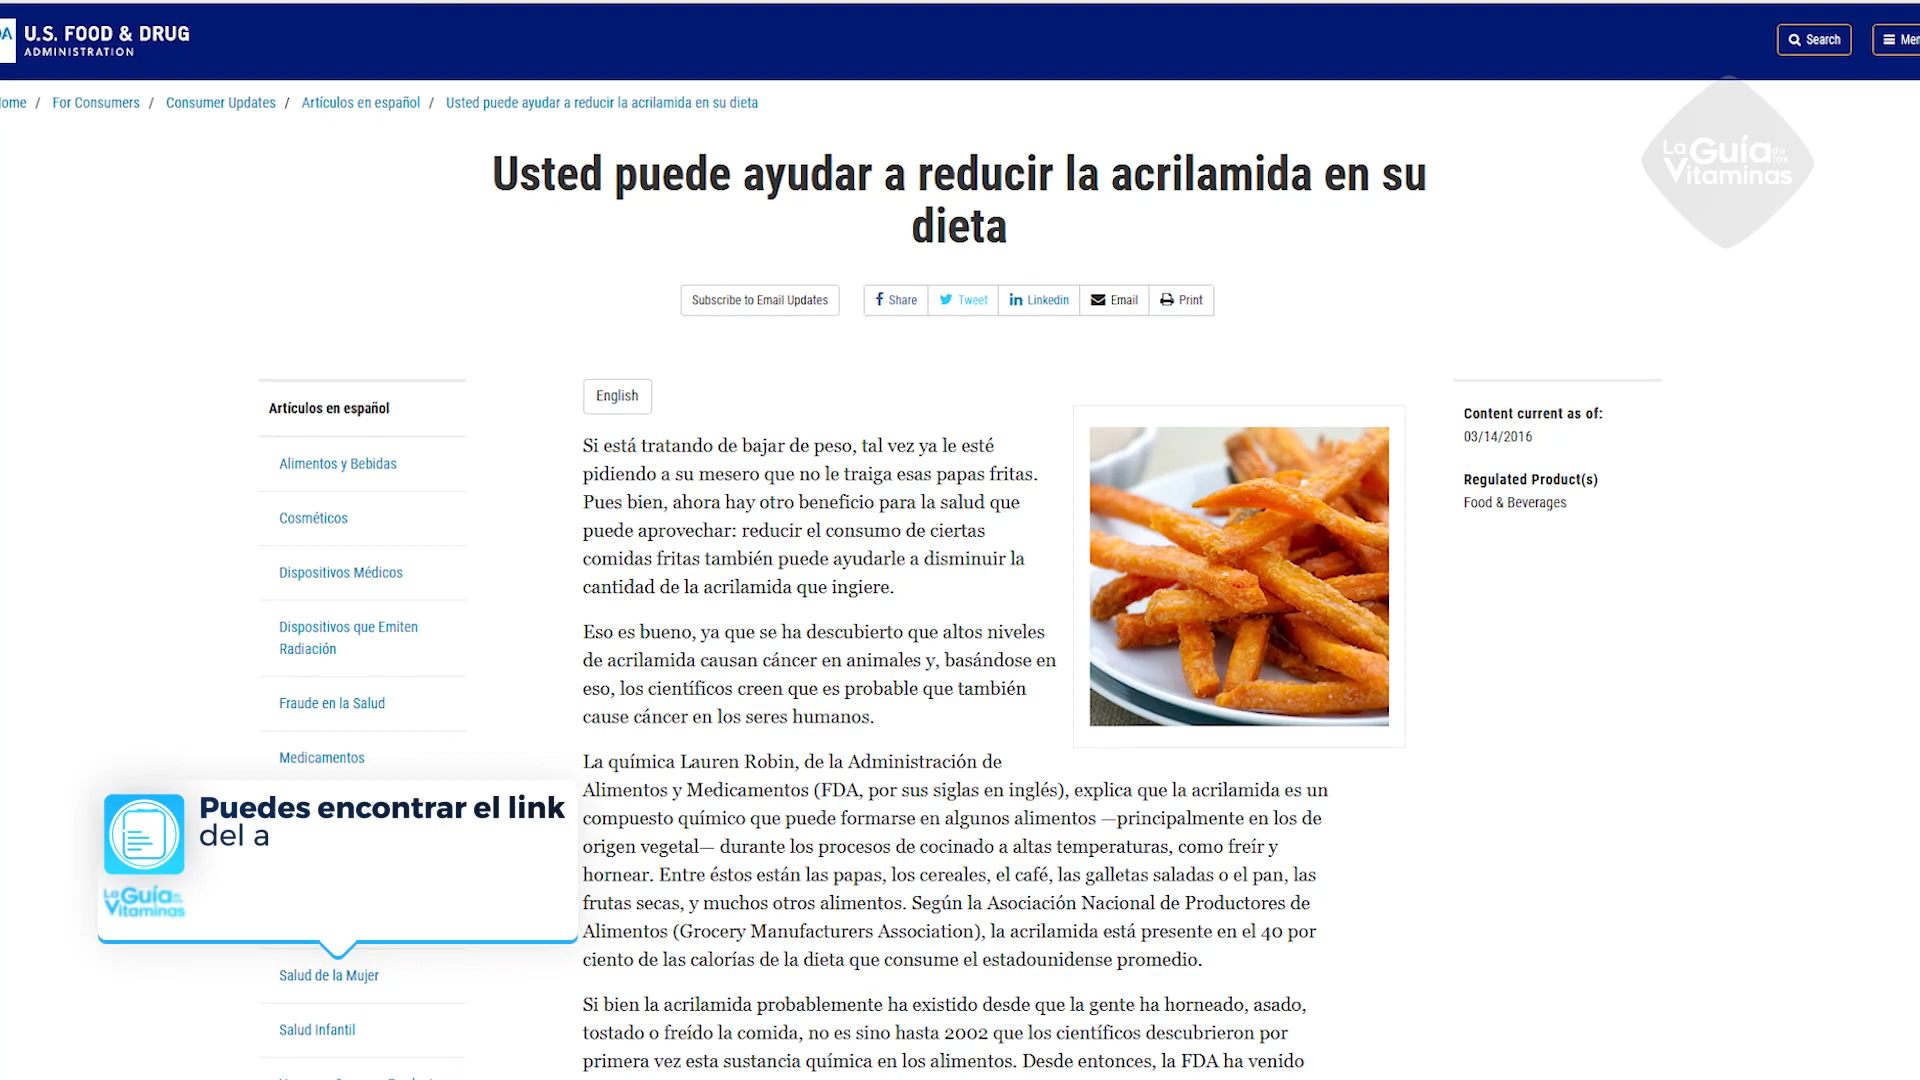 U.S. FOOD & DRUG
ADMINISTRATION
Search
Home / For Consumers / Consumer Updates / Artículos en español / Usted puede ayudar a reducir la acrilamida en su dieta
La Guía de las
Vitaminas
Usted puede ayudar a reducir la acrilamida en su
dieta
Subscribe to Email Updates
Share
Tweet
Linkedin
Email
Print
Artículos en español
Alimentos y Bebidas
Cosméticos
Dispositivos Médicos
Dispositivos que Emiten
Radiación
Fraude en la Salud
Medicamentos
Puedes encontrar el link
del a
La Guía de las
Vitaminas
Salud de la Mujer
Salud Infantil
English
Si está tratando de bajar de peso, tal vez ya le esté
pidiendo a su mesero que no le traiga esas papas fritas.
Pues bien, ahora hay otro beneficio para la salud que
puede aprovechar: reducir el consumo de ciertas
comidas fritas también puede ayudarle a disminuir la
cantidad de la acrilamida que ingiere.
Eso es bueno, ya que se ha descubierto que altos niveles
de acrilamida causan cáncer en animales y, basándose en
eso, los científicos creen que es probable que también
cause cáncer en los seres humanos.
La química Lauren Robin, de la Administración de
Alimentos y Medicamentos (FDA, por sus siglas en inglés), explica que la acrilamida es un
compuesto químico que puede formarse en algunos alimentos —principalmente en los de
origen vegetal— durante los procesos de cocinado a altas temperaturas, como freír y
hornear. Entre éstos están las papas, los cereales, el café, las galletas saladas o el pan, las
frutas secas, y muchos otros alimentos. Según la Asociación Nacional de Productores de
Alimentos (Grocery Manufacturers Association), la acrilamida está presente en el 40 por
ciento de las calorías de la dieta que consume el estadounidense promedio.
Si bien la acrilamida probablemente ha existido desde que la gente ha horneado, asado,
tostado o freído la comida, no es sino hasta 2002 que los científicos descubrieron por
primera vez esta sustancia química en los alimentos. Desde entonces, la FDA ha venido
Content current as of:
03/14/2016
Regulated Product(s)
Food & Beverages